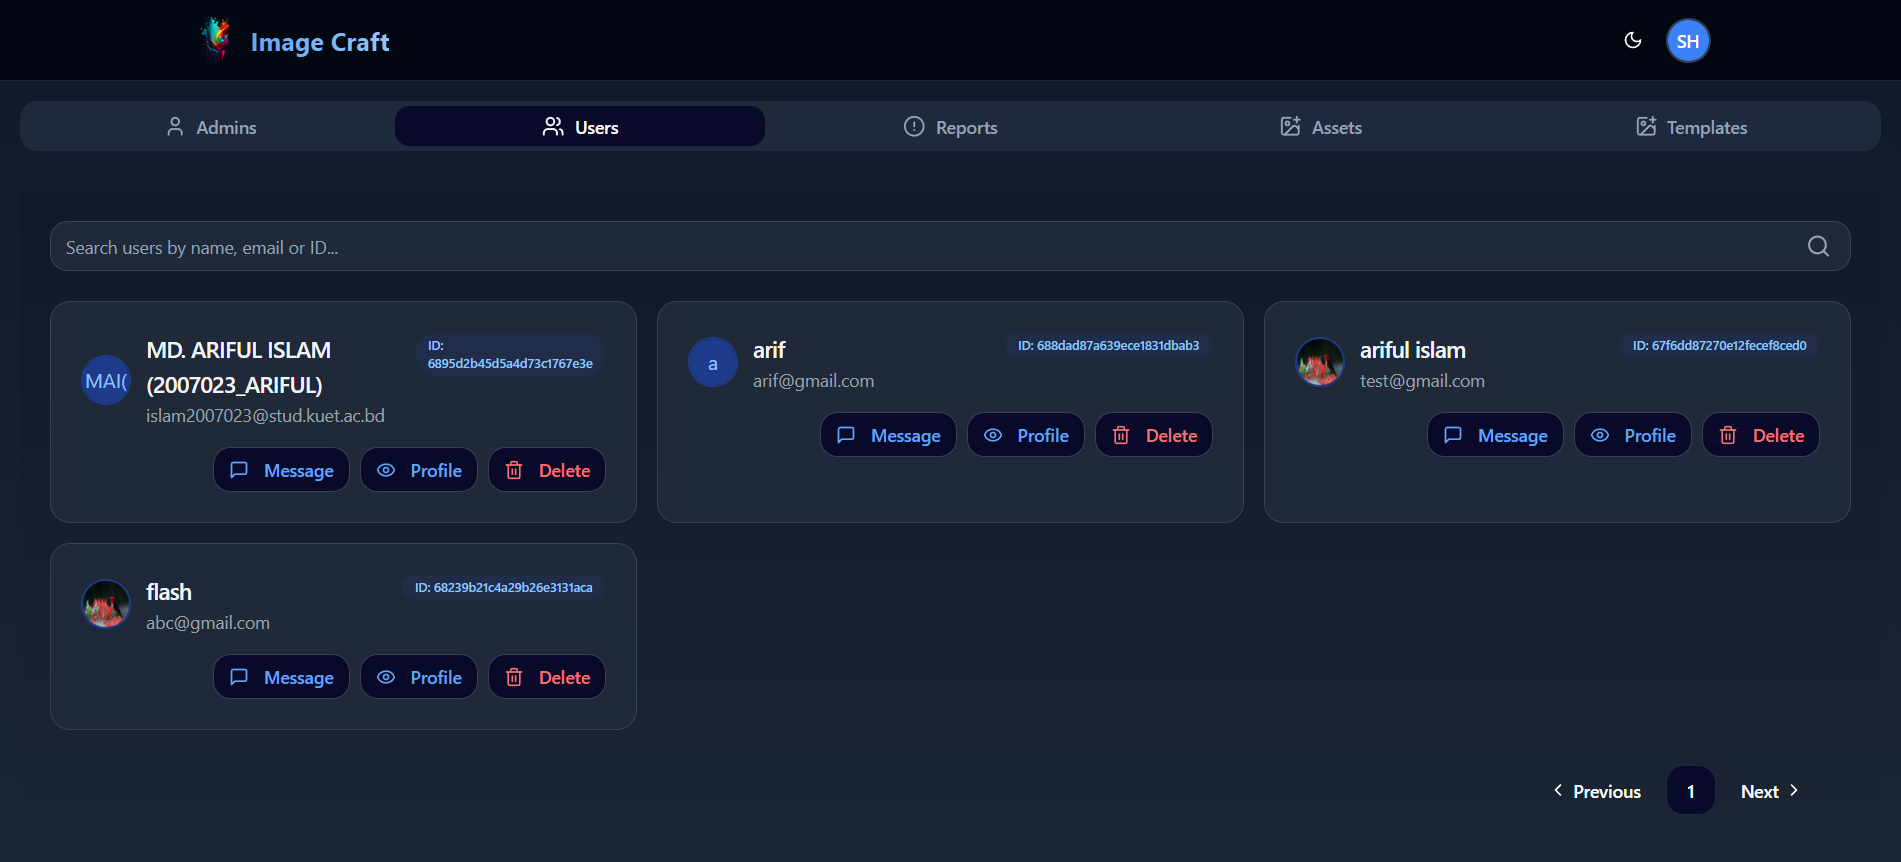 Image Craft
SH
Admins
Users
Reports
Assets
Templates
Search users by name, email or ID...
MAI(
MD. ARIFUL ISLAM
(2007023_ARIFUL)
islam2007023@stud.kuet.ac.bd
ID:
6895d2b45d5a4d73c1767e3e
Message
Profile
Delete
a
arif
arif@gmail.com
ID: 688dad87a639ece1831dbab3
Message
Profile
Delete
ariful islam
test@gmail.com
ID: 67f6dd87270e12fecef8ced0
Message
Profile
Delete
flash
abc@gmail.com
ID: 68239b21c4a29b26e3131aca
Message
Profile
Delete
Previous
1
Next